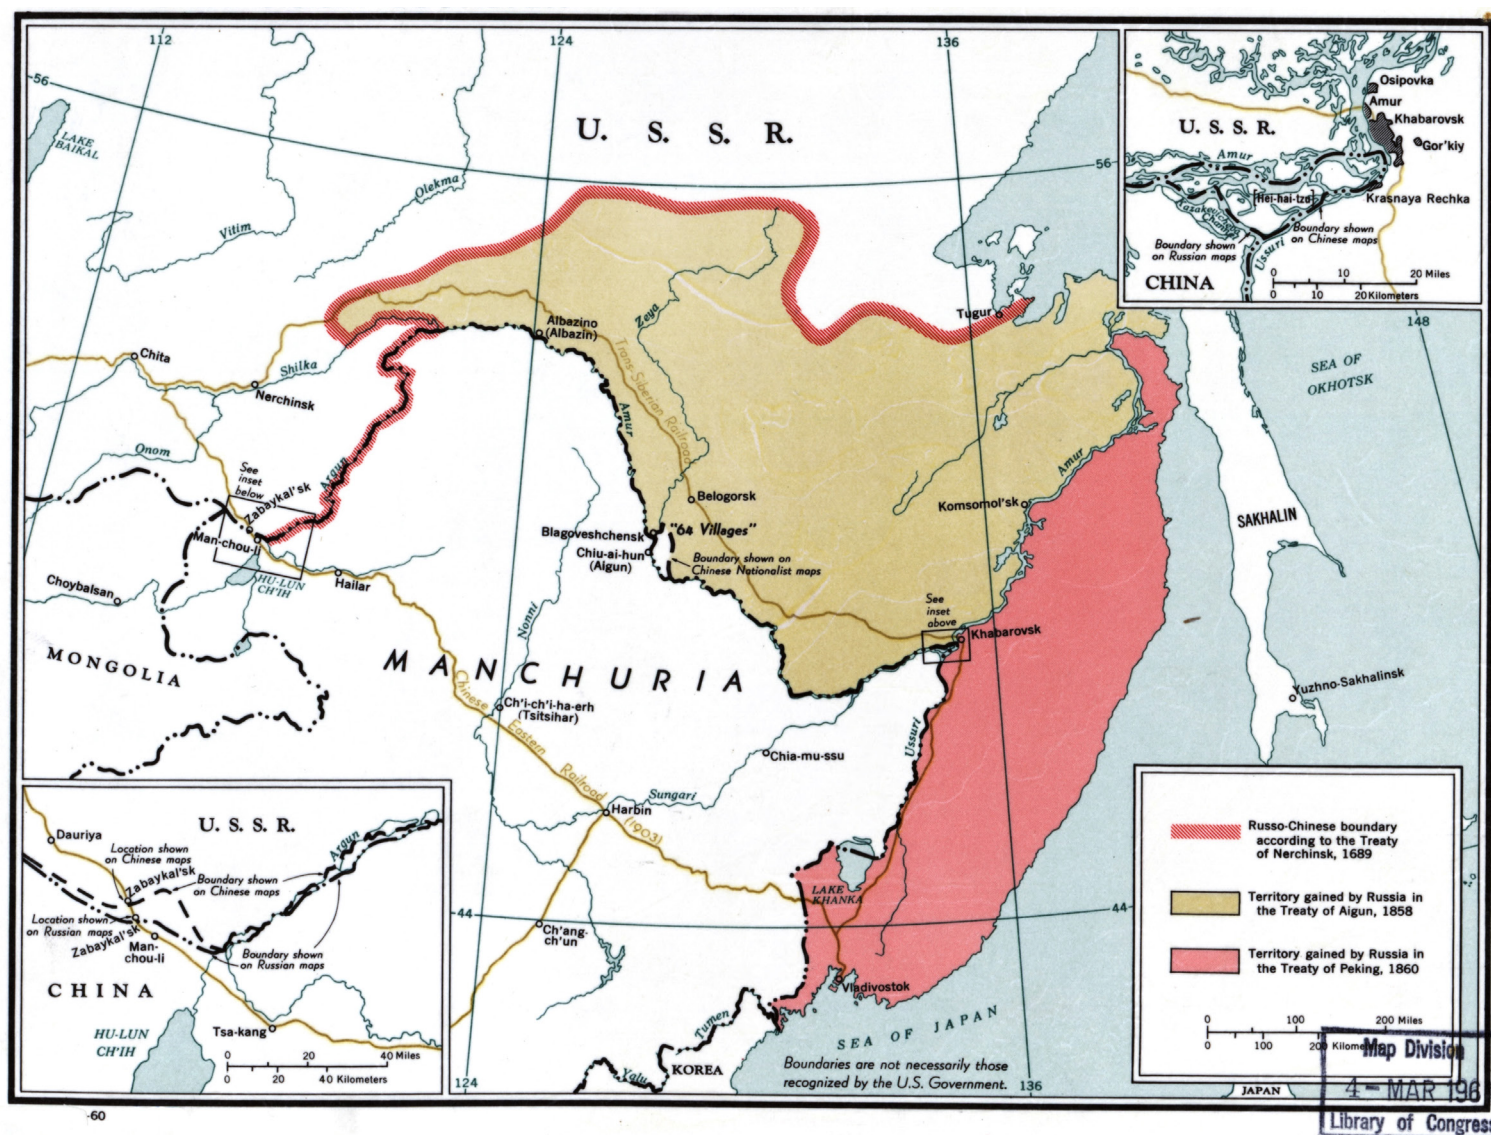 112
124
136
56
LAKE
BAIKAL
Vitim
Olekma
U. S. S. R.
56
Tugur
Zeya
Albazino
(Albazin)
Trans-Siberian Railroad
Chita
Shilka
Nerchinsk
Onom
Argun
See
inset
below
Zabaykal'sk
Man-chou-li
HU-LUN
CH'IH
Hailar
Choybalsan
MONGOLIA
Amur
Belogorsk
Blagoveshchensk
"64 Villages"
Chiu-ai-hun
(Aigun)
Boundary shown on
Chinese Nationalist maps
Komsomol'sk
Amur
See
inset
above
Khabarovsk
MANCHURIA
Nonni
Chinese Eastern Railroad (1903)
Ch'i-ch'i-ha-erh
(Tsitsihar)
Chia-mu-ssu
Ussuri
Sungari
Harbin
LAKE
KHANKA
44
44
Ch'ang-
ch'un
Vladivostok
Tumen
Yalu
KOREA
SEA OF JAPAN
Boundaries are not necessarily those
recognized by the U.S. Government.
124
136
JAPAN
148
SEA OF
OKHOTSK
SAKHALIN
Yuzhno-Sakhalinsk
Osipovka
Amur
Khabarovsk
Gor'kiy
U. S. S. R.
Amur
[Hei-hai-tzu]
Krasnaya Rechka
Kazakevicheva
Channel
Boundary shown
on Chinese maps
Boundary shown
on Russian maps
Ussuri
CHINA
0 10 20 Miles
0 10 20 Kilometers
U. S. S. R.
Dauriya
Location shown
on Chinese maps
Zabaykal'sk
Boundary shown
on Chinese maps
Argun
Location shown
on Russian maps
Zabaykal'sk
Man-
chou-li
Boundary shown
on Russian maps
CHINA
HU-LUN
CH'IH
Tsa-kang
0 20 40 Miles
0 20 40 Kilometers
Russo-Chinese boundary
according to the Treaty
of Nerchinsk, 1689
Territory gained by Russia in
the Treaty of Aigun, 1858
Territory gained by Russia in
the Treaty of Peking, 1860
0 100 200 Miles
0 100 200 Kilometers
Map Division
4 - MAR 196
Library of Congress
-60